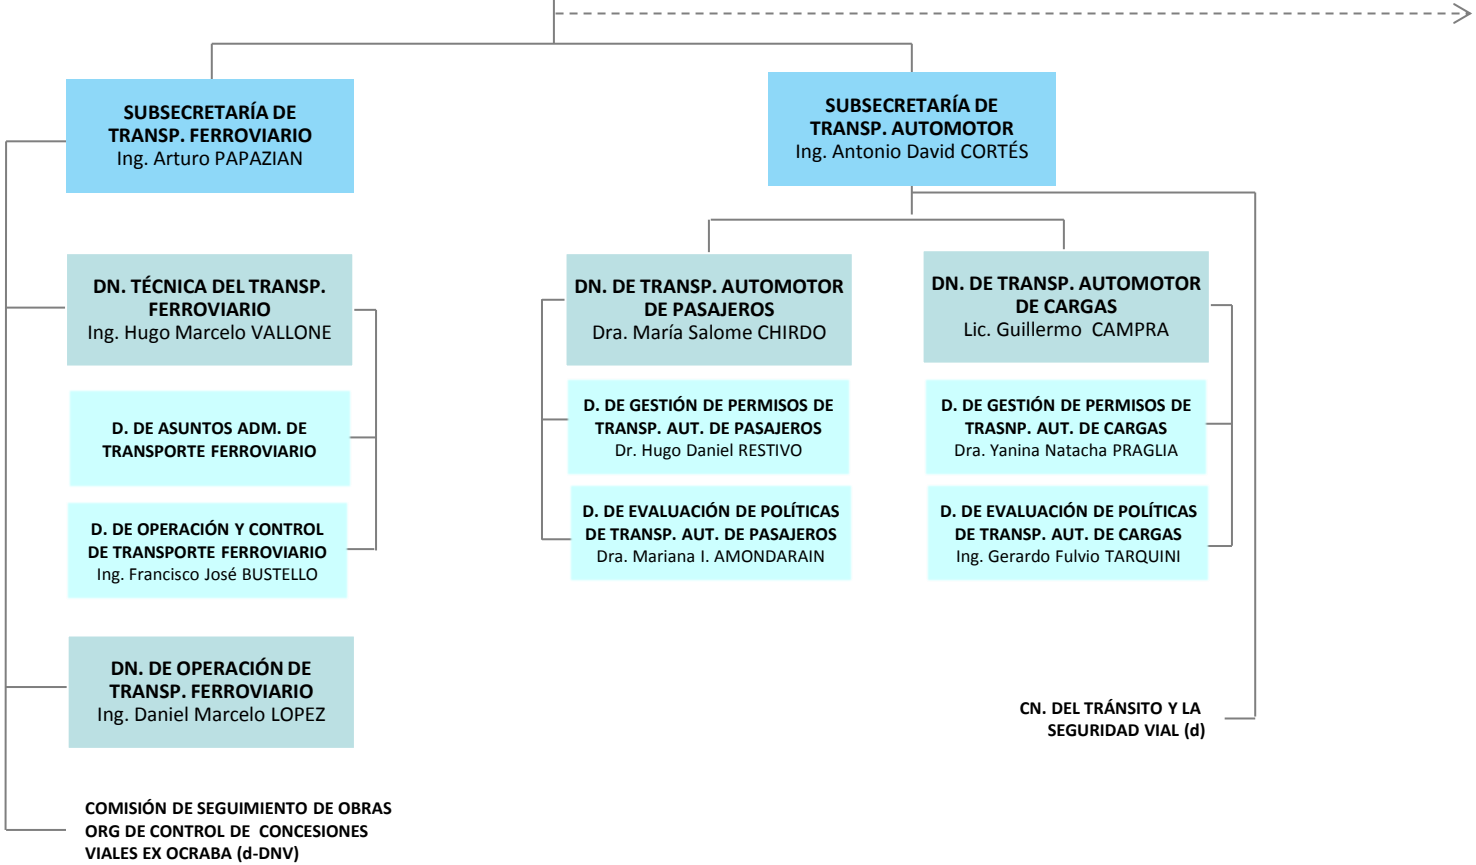 SUBSECRETARÍA DE
TRANSP. FERROVIARIO
Ing. Arturo PAPAZIAN
SUBSECRETARÍA DE
TRANSP. AUTOMOTOR
Ing. Antonio David CORTÉS
DN. TÉCNICA DEL TRANSP.
FERROVIARIO
Ing. Hugo Marcelo VALLONE
DN. DE TRANSP. AUTOMOTOR
DE PASAJEROS
Dra. María Salome CHIRDO
DN. DE TRANSP. AUTOMOTOR
DE CARGAS
Lic. Guillermo CAMPRA
D. DE ASUNTOS ADM. DE
TRANSPORTE FERROVIARIO
D. DE GESTIÓN DE PERMISOS DE
TRANSP. AUT. DE PASAJEROS
Dr. Hugo Daniel RESTIVO
D. DE GESTIÓN DE PERMISOS DE
TRASNP. AUT. DE CARGAS
Dra. Yanina Natacha PRAGLIA
D. DE OPERACIÓN Y CONTROL
DE TRANSPORTE FERROVIARIO
Ing. Francisco José BUSTELLO
D. DE EVALUACIÓN DE POLÍTICAS
DE TRANSP. AUT. DE PASAJEROS
Dra. Mariana I. AMONDARAIN
D. DE EVALUACIÓN DE POLÍTICAS
DE TRANSP. AUT. DE CARGAS
Ing. Gerardo Fulvio TARQUINI
DN. DE OPERACIÓN DE
TRANSP. FERROVIARIO
Ing. Daniel Marcelo LOPEZ
CN. DEL TRÁNSITO Y LA
SEGURIDAD VIAL (d)
COMISIÓN DE SEGUIMIENTO DE OBRAS
ORG DE CONTROL DE CONCESIONES
VIALES EX OCRABA (d-DNV)